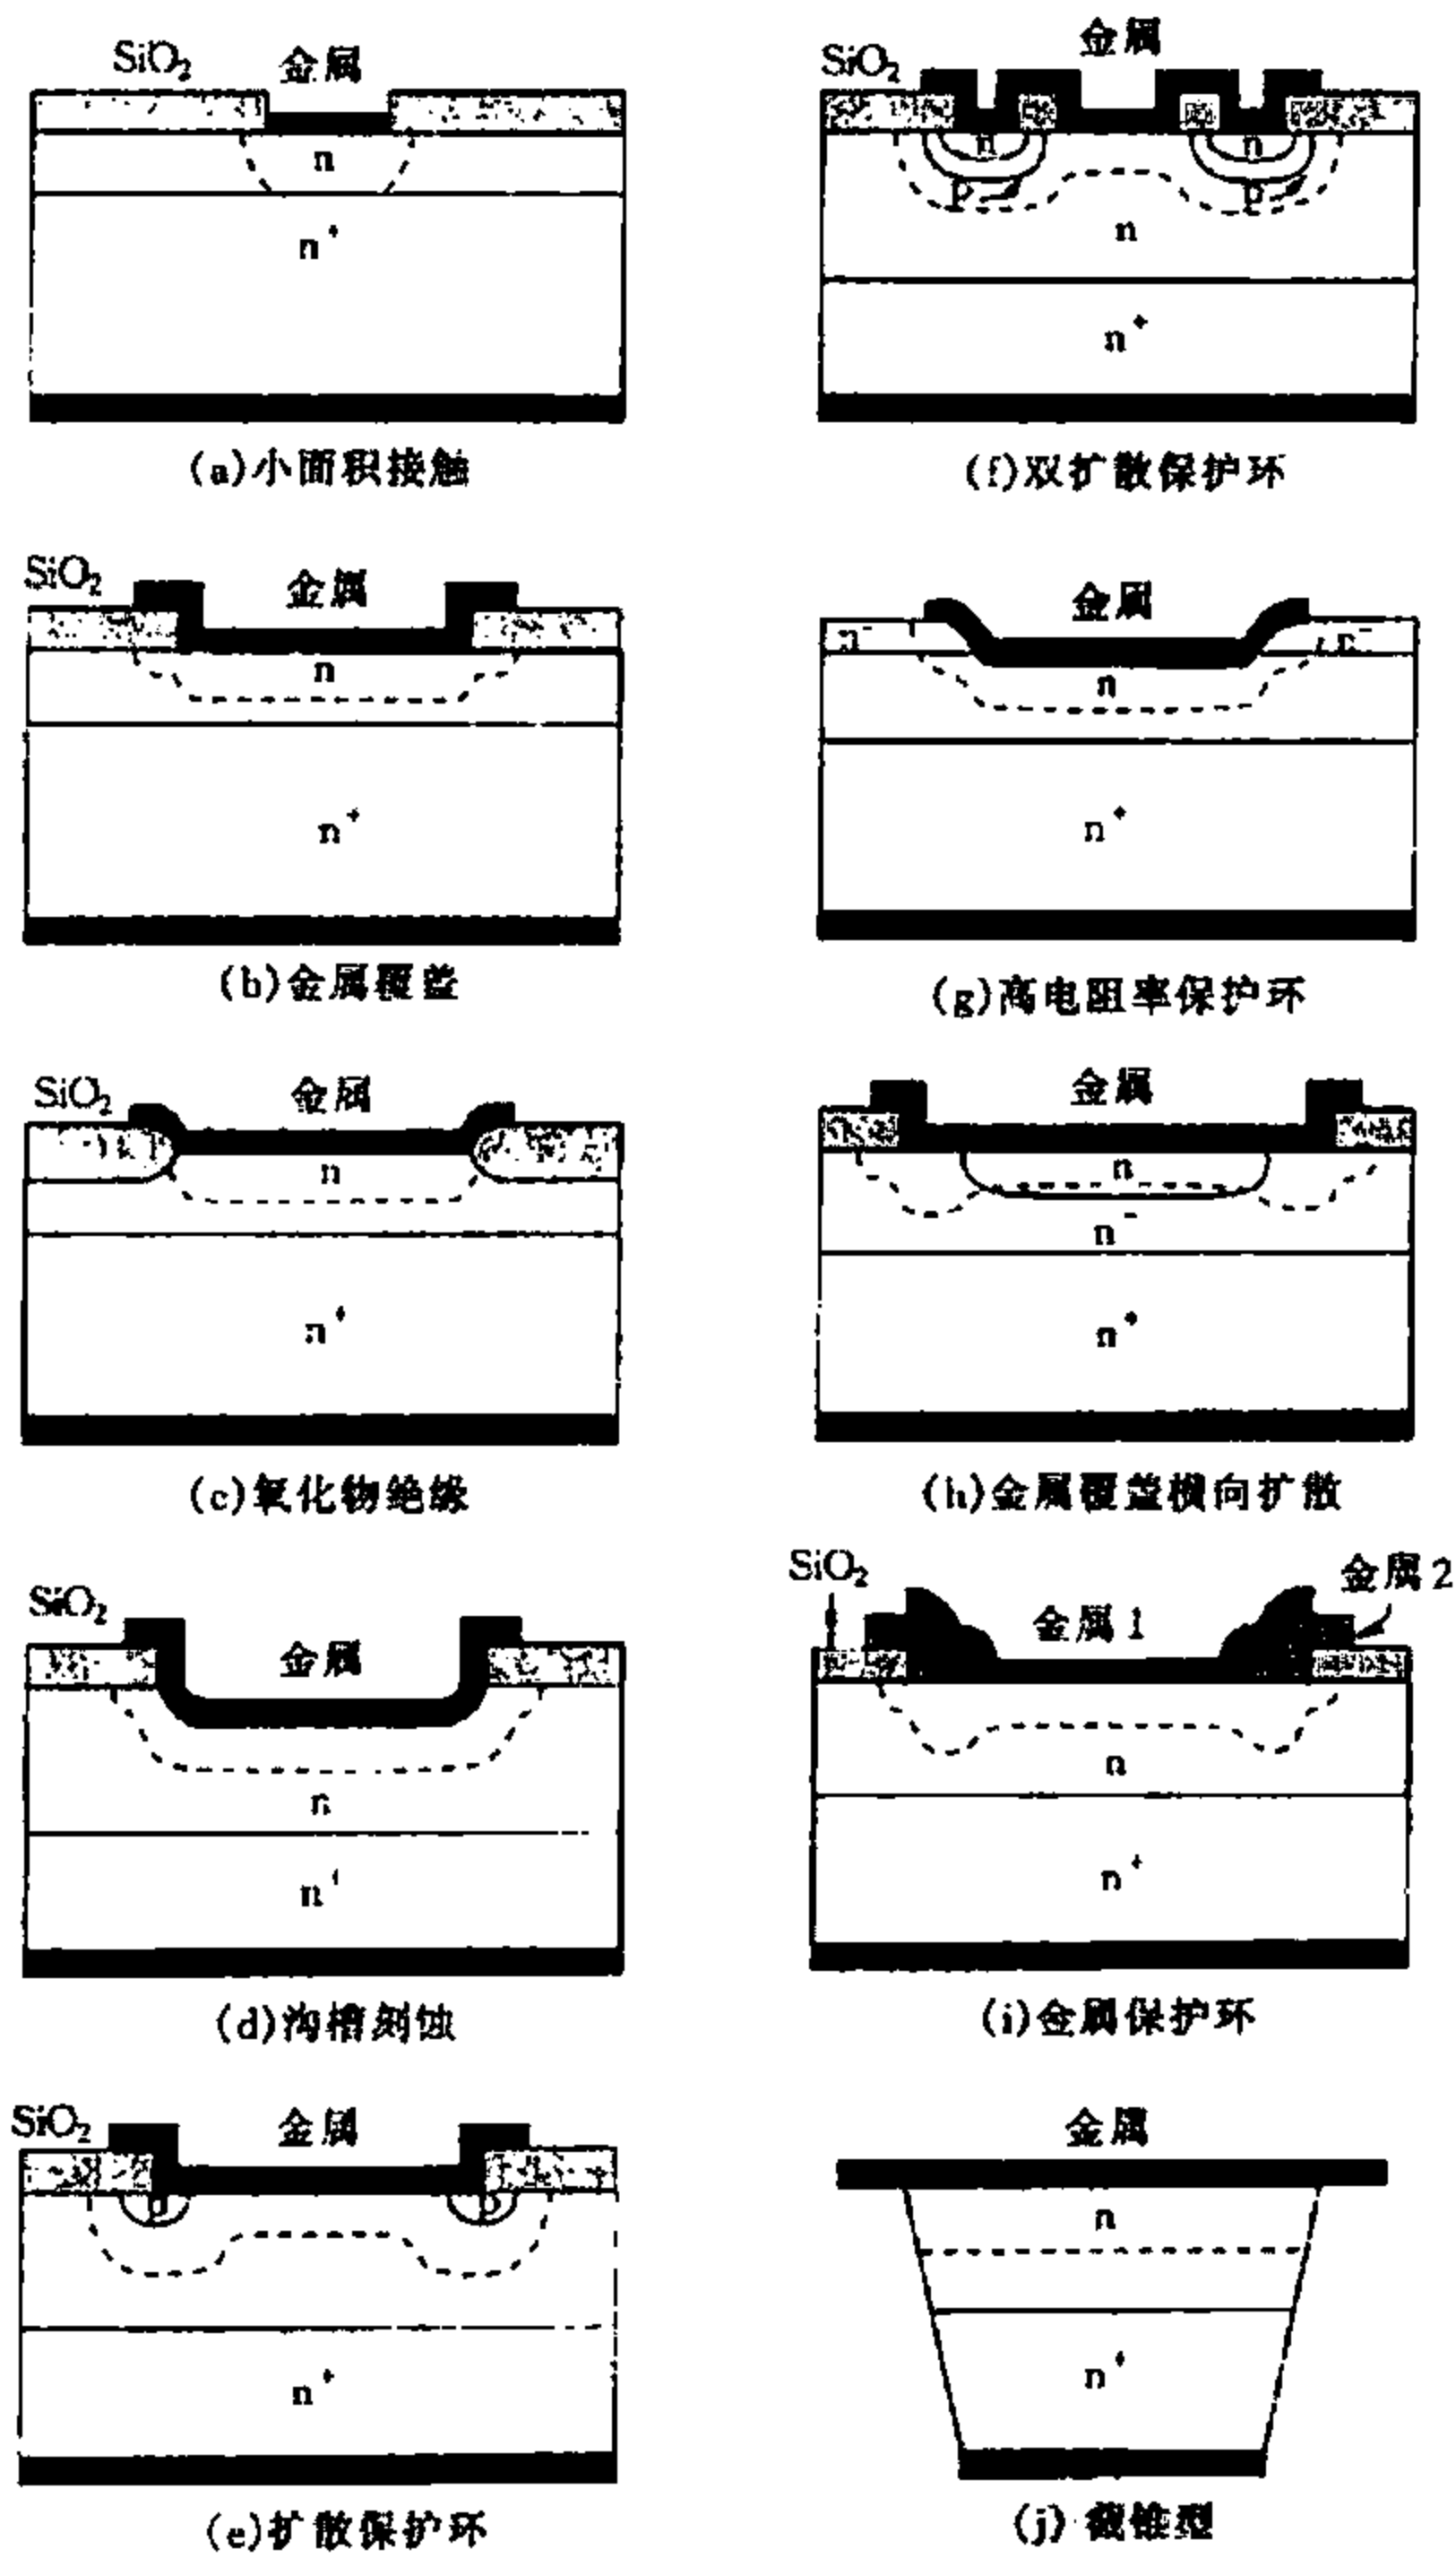 SiO₂ 金属
n
n⁺
(a)小面积接触
SiO₂ 金属
n
n⁺
(b)金属覆盖
SiO₂ 金属
n
n⁺
(c)氧化物绝缘
SiO₂
金属
n
n⁺
(d)沟槽刻蚀
SiO₂ 金属
p p
n⁺
(e)扩散保护环
金属
SiO₂
n n
p p
n
n⁺
(f)双扩散保护环
金属
n⁻ n⁻
n
n⁺
(g)高电阻率保护环
金属
n
n⁻
n⁺
(h)金属覆盖横向扩散
SiO₂ 金属2
金属1
n
n⁺
(i)金属保护环
金属
n
n⁺
(j) 截锥型